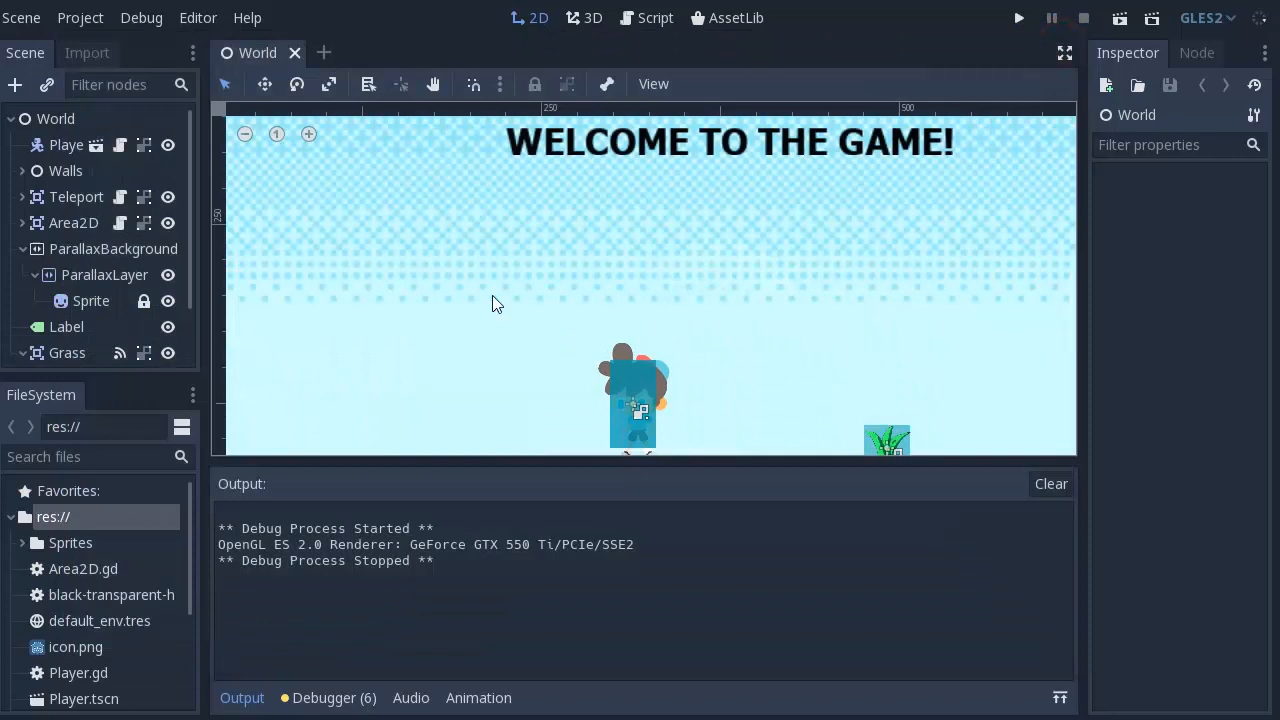 Scene Project Debug Editor Help
2D 3D Script AssetLib
GLES2
Scene Import
World
Inspector Node
Filter nodes
View
World
Filter properties
World
Playe
Walls
Teleport
Area2D
ParallaxBackground
ParallaxLayer
Sprite
Label
Grass
250 500
250
1
WELCOME TO THE GAME!
FileSystem
res://
Search files
Favorites:
res://
Sprites
Area2D.gd
black-transparent-h
default_env.tres
icon.png
Player.gd
Player.tscn
Output:
Clear
** Debug Process Started **
OpenGL ES 2.0 Renderer: GeForce GTX 550 Ti/PCIe/SSE2
** Debug Process Stopped **
Output Debugger (6) Audio Animation